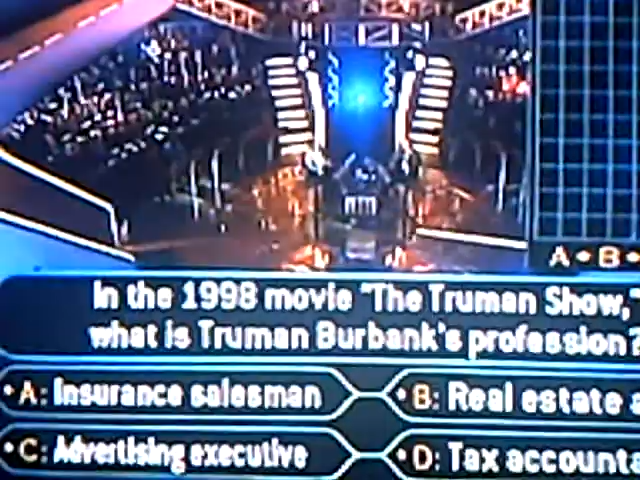 A • B •
In the 1998 movie "The Truman Show,"
what is Truman Burbank's profession?
• A: Insurance salesman
• B: Real estate
• C: Advertising executive
• D: Tax